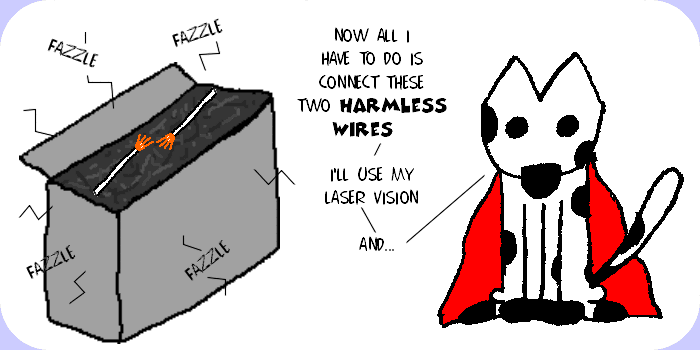 FAZZLE
FAZZLE
NOW ALL I
HAVE TO DO IS
CONNECT THESE
TWO HARMLESS
WIRES
I'LL USE MY
LASER VISION
AND...
FAZZLE
FAZZLE